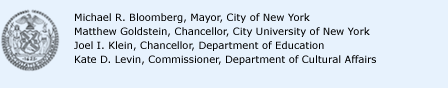 Michael R. Bloomberg, Mayor, City of New York
Matthew Goldstein, Chancellor, City University of New York
Joel I. Klein, Chancellor, Department of Education
Kate D. Levin, Commissioner, Department of Cultural Affairs